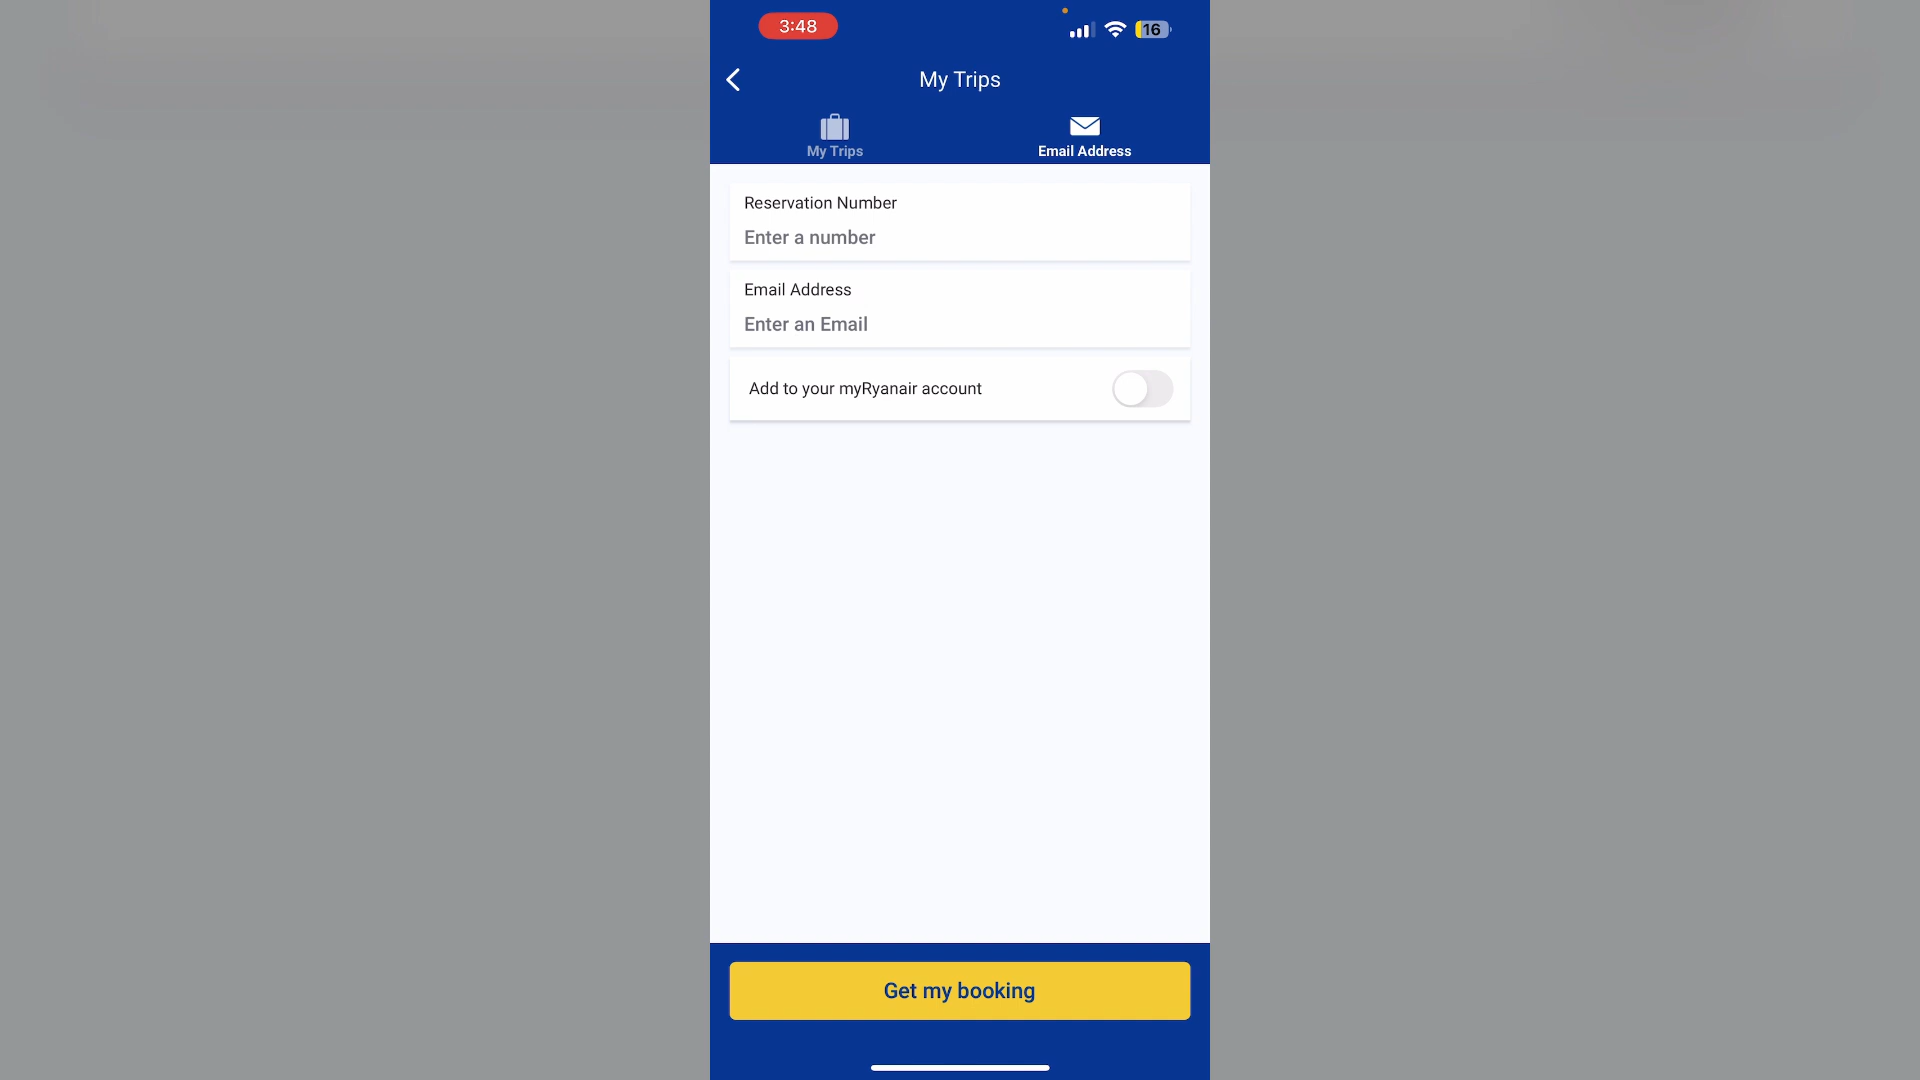 3:48
16
My Trips
My Trips
Email Address
Reservation Number
Enter a number
Email Address
Enter an Email
Add to your myRyanair account
Get my booking